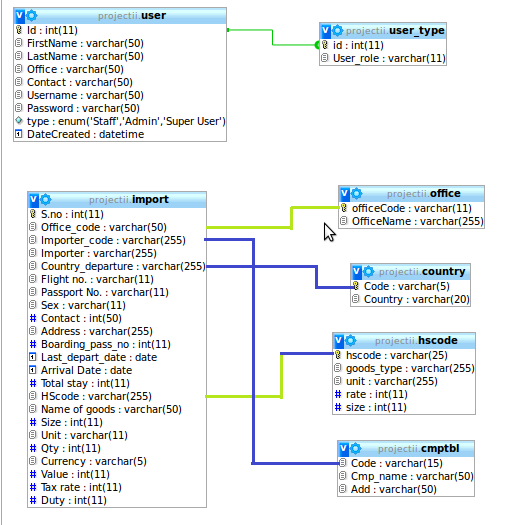 projectii.user
Id : int(11)
FirstName : varchar(50)
LastName : varchar(50)
Office : varchar(50)
Contact : varchar(50)
Username : varchar(50)
Password : varchar(50)
type : enum('Staff','Admin','Super User')
DateCreated : datetime
projectii.user_type
id : int(11)
User_role : varchar(11)
projectii.import
S.no : int(11)
Office_code : varchar(50)
Importer_code : varchar(255)
Importer : varchar(255)
Country_departure : varchar(255)
Flight no. : varchar(11)
Passport No. : varchar(11)
Sex : varchar(11)
Contact : int(50)
Address : varchar(255)
Boarding_pass_no : int(11)
Last_depart_date : date
Arrival Date : date
Total stay : int(11)
HScode : varchar(255)
Name of goods : varchar(50)
Size : int(11)
Unit : varchar(11)
Qty : int(11)
Currency : varchar(5)
Value : int(11)
Tax rate : int(11)
Duty : int(11)
projectii.office
officeCode : varchar(11)
OfficeName : varchar(255)
projectii.country
Code : varchar(5)
Country : varchar(20)
projectii.hscode
hscode : varchar(25)
goods_type : varchar(255)
unit : varchar(255)
rate : int(11)
size : int(11)
projectii.cmptbl
Code : varchar(15)
Cmp_name : varchar(50)
Add : varchar(50)